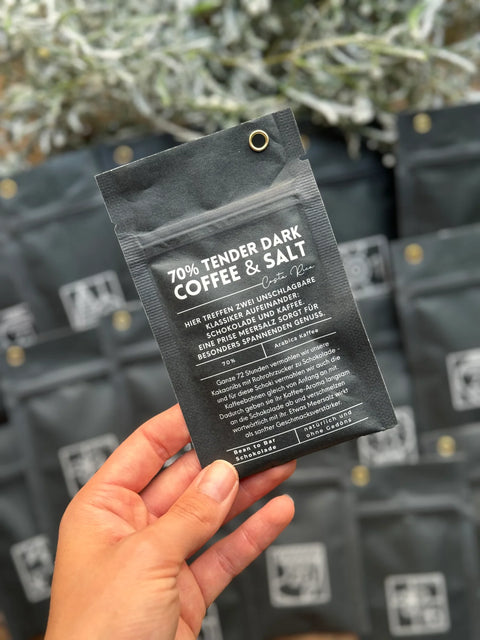 70% TENDER DARK
COFFEE & SALT
Costa Rica
HIER TREFFEN ZWEI UNSCHLAGBARE
KLASSIKER AUFEINANDER:
SCHOKOLADE UND KAFFEE.
EINE PRISE MEERSALZ SORGT FÜR
BESONDERS SPANNENDEN GENUSS.
70% Arabica Kaffee
Ganze 72 Stunden vermahlen wir unsere
Kakaonibs mit Rohrohrzucker zu Schokolade -
und für diese Schoki vermahlen wir auch die
Kaffeebohnen gleich von Anfang an mit.
Dadurch geben sie ihr Kaffee-Aroma langsam
an die Schokolade ab und verschmelzen
wortwörtlich mit ihr. Etwas Meersalz wirkt
als sanfter Geschmacksverstärker.
Bean to Bar
Schokolade
natürlich und
ohne Gedöns